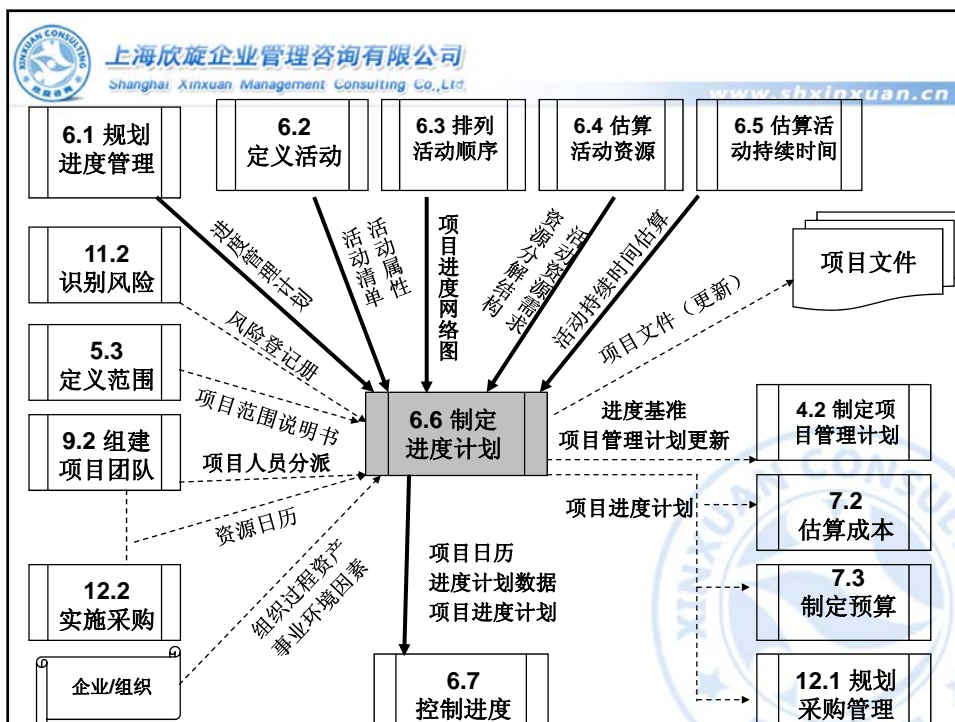 上海欣旋企业管理咨询有限公司
Shanghai Xinxuan Management Consulting Co.,Ltd.
www.shxinxuan.cn
XINXUAN CONSULTING
欣旋咨询
6.1 规划
进度管理
6.2
定义活动
6.3 排列
活动顺序
6.4 估算
活动资源
6.5 估算活
动持续时间
进度管理计划
活动清单
活动属性
项目进度网络图
资源分解结构
活动资源需求
活动持续时间估算
项目文件（更新）
项目文件
11.2
识别风险
风险登记册
5.3
定义范围
项目范围说明书
6.6 制定
进度计划
进度基准
项目管理计划更新
4.2 制定项
目管理计划
9.2 组建
项目团队
项目人员分派
资源日历
项目进度计划
7.2
估算成本
12.2
实施采购
组织过程资产
事业环境因素
项目日历
进度计划数据
项目进度计划
7.3
制定预算
企业/组织
6.7
控制进度
12.1 规划
采购管理
XINXUAN CONSU